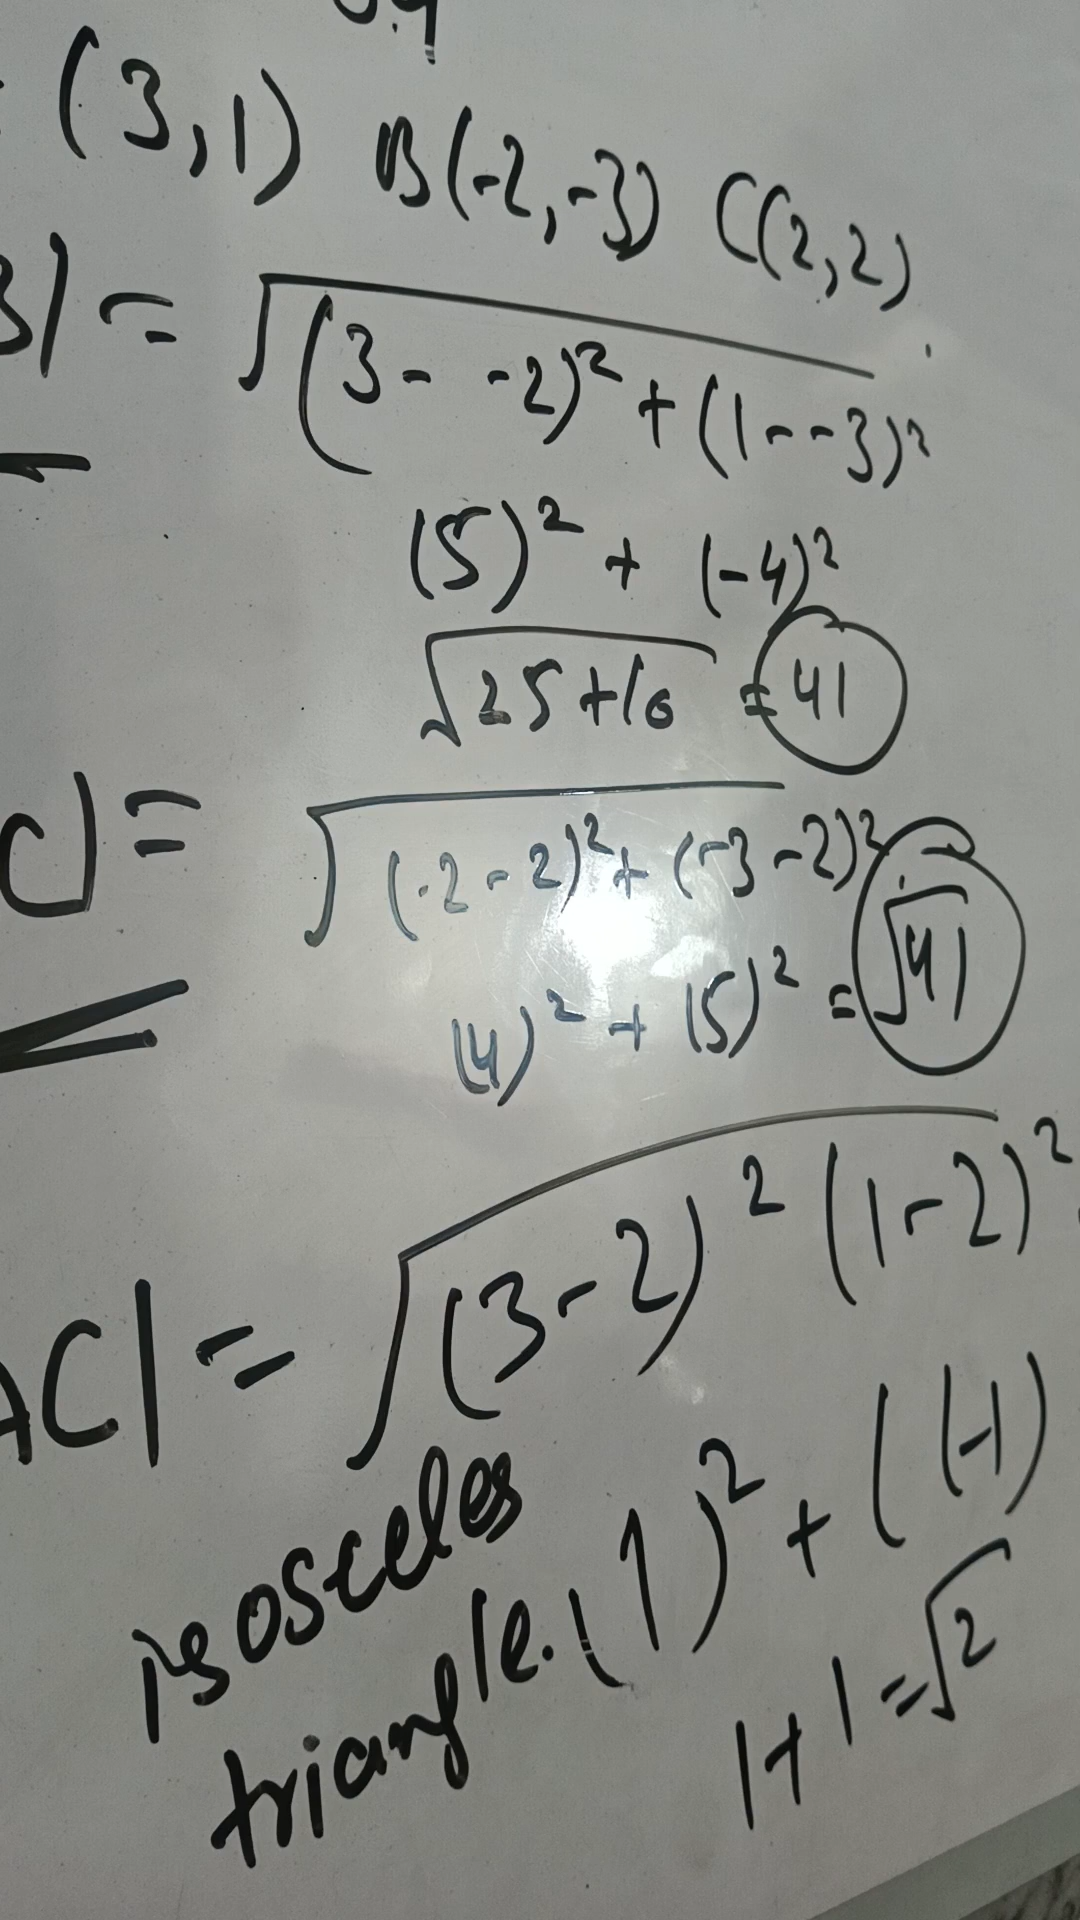 (3,1) B(-2,-3) C(2,2)
3| = √(3--2)² + (1--3)²
(5)² + (-4)²
√25+16 = 41
C| = √(-2-2)² + (-3-2)²
(4)² + (5)² = √41
AC| = √(3-2)² (1-2)²
isosceles
triangle. (1)² + ((-1)
1+1 = √2